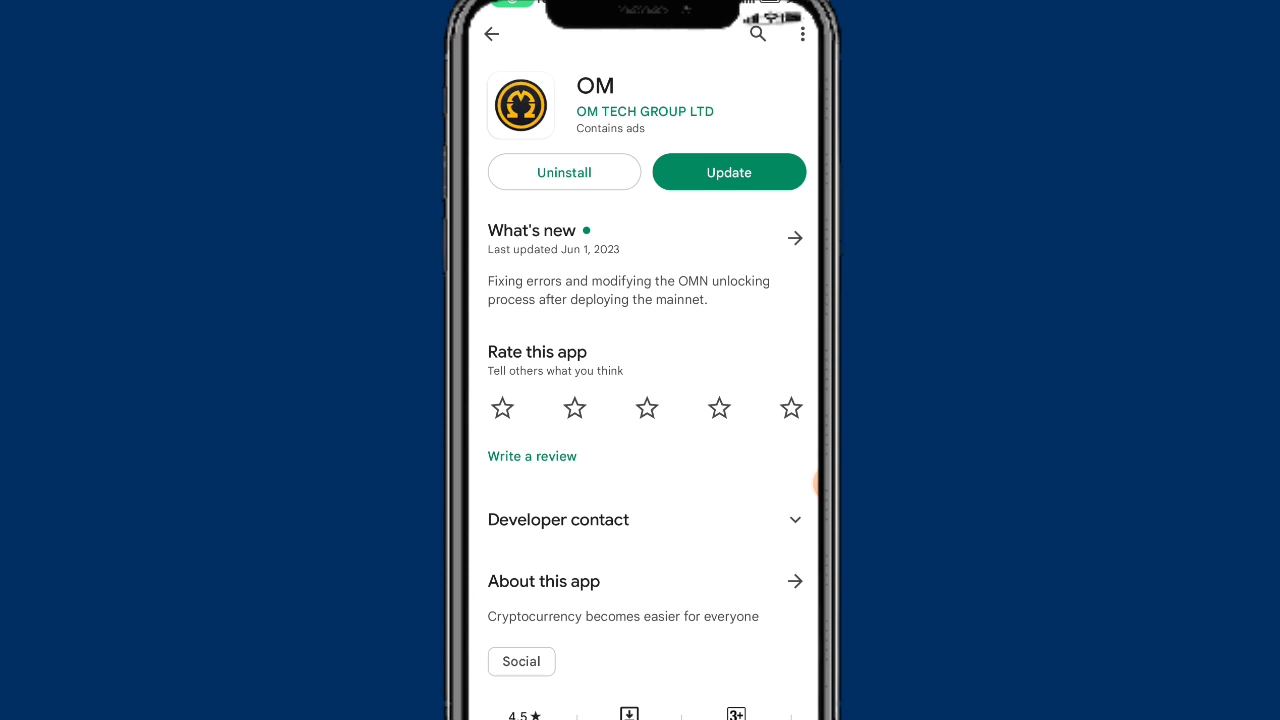 OM
OM TECH GROUP LTD
Contains ads
Uninstall
Update
What's new
Last updated Jun 1, 2023
Fixing errors and modifying the OMN unlocking
process after deploying the mainnet.
Rate this app
Tell others what you think
Write a review
Developer contact
About this app
Cryptocurrency becomes easier for everyone
Social
4.5★
3+